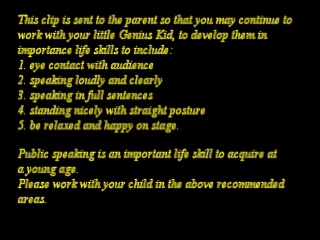 This clip is sent to the parent so that you may continue to
work with your little Genius Kid, to develop them in
importance life skills to include:
1. eye contact with audience
2. speaking loudly and clearly
3. speaking in full sentences
4. standing nicely with straight posture
5. be relaxed and happy on stage.
Public speaking is an important life skill to acquire at
a young age.
Please work with your child in the above recommended
areas.